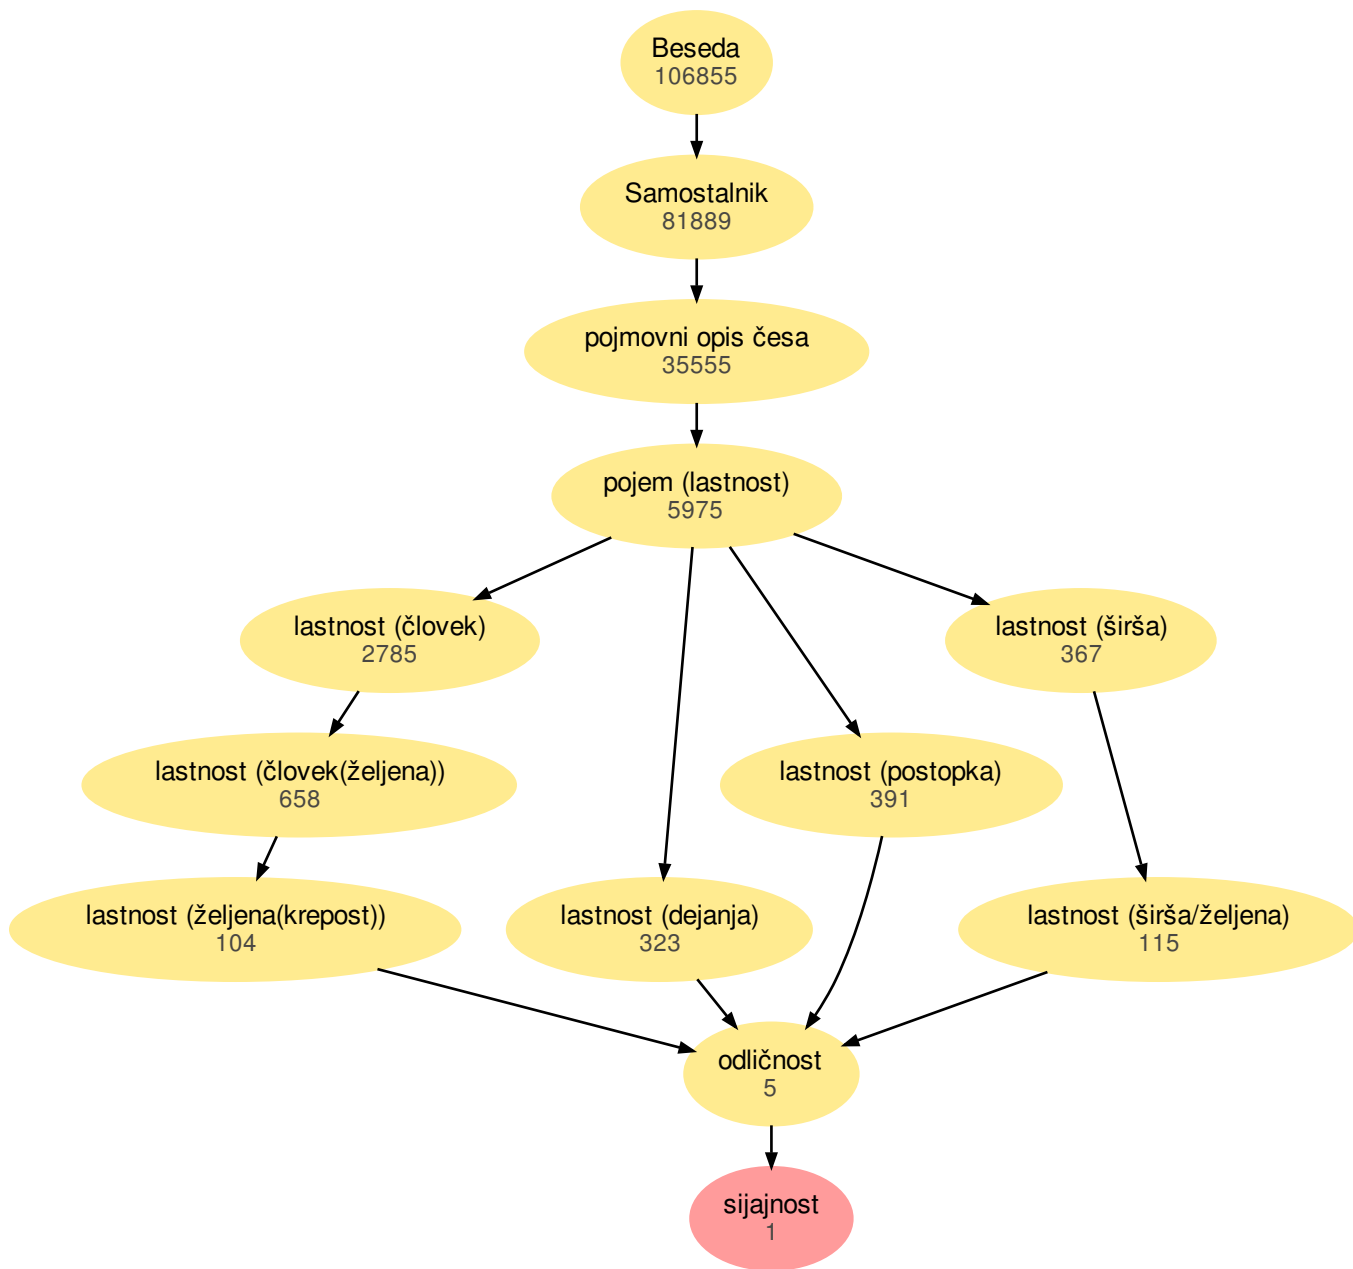 Beseda
106855
Samostalnik
81889
pojmovni opis česa
35555
pojem (lastnost)
5975
lastnost (človek)
2785
lastnost (širša)
367
lastnost (človek(željena))
658
lastnost (postopka)
391
lastnost (željena(krepost))
104
lastnost (dejanja)
323
lastnost (širša/željena)
115
odličnost
5
sijajnost
1